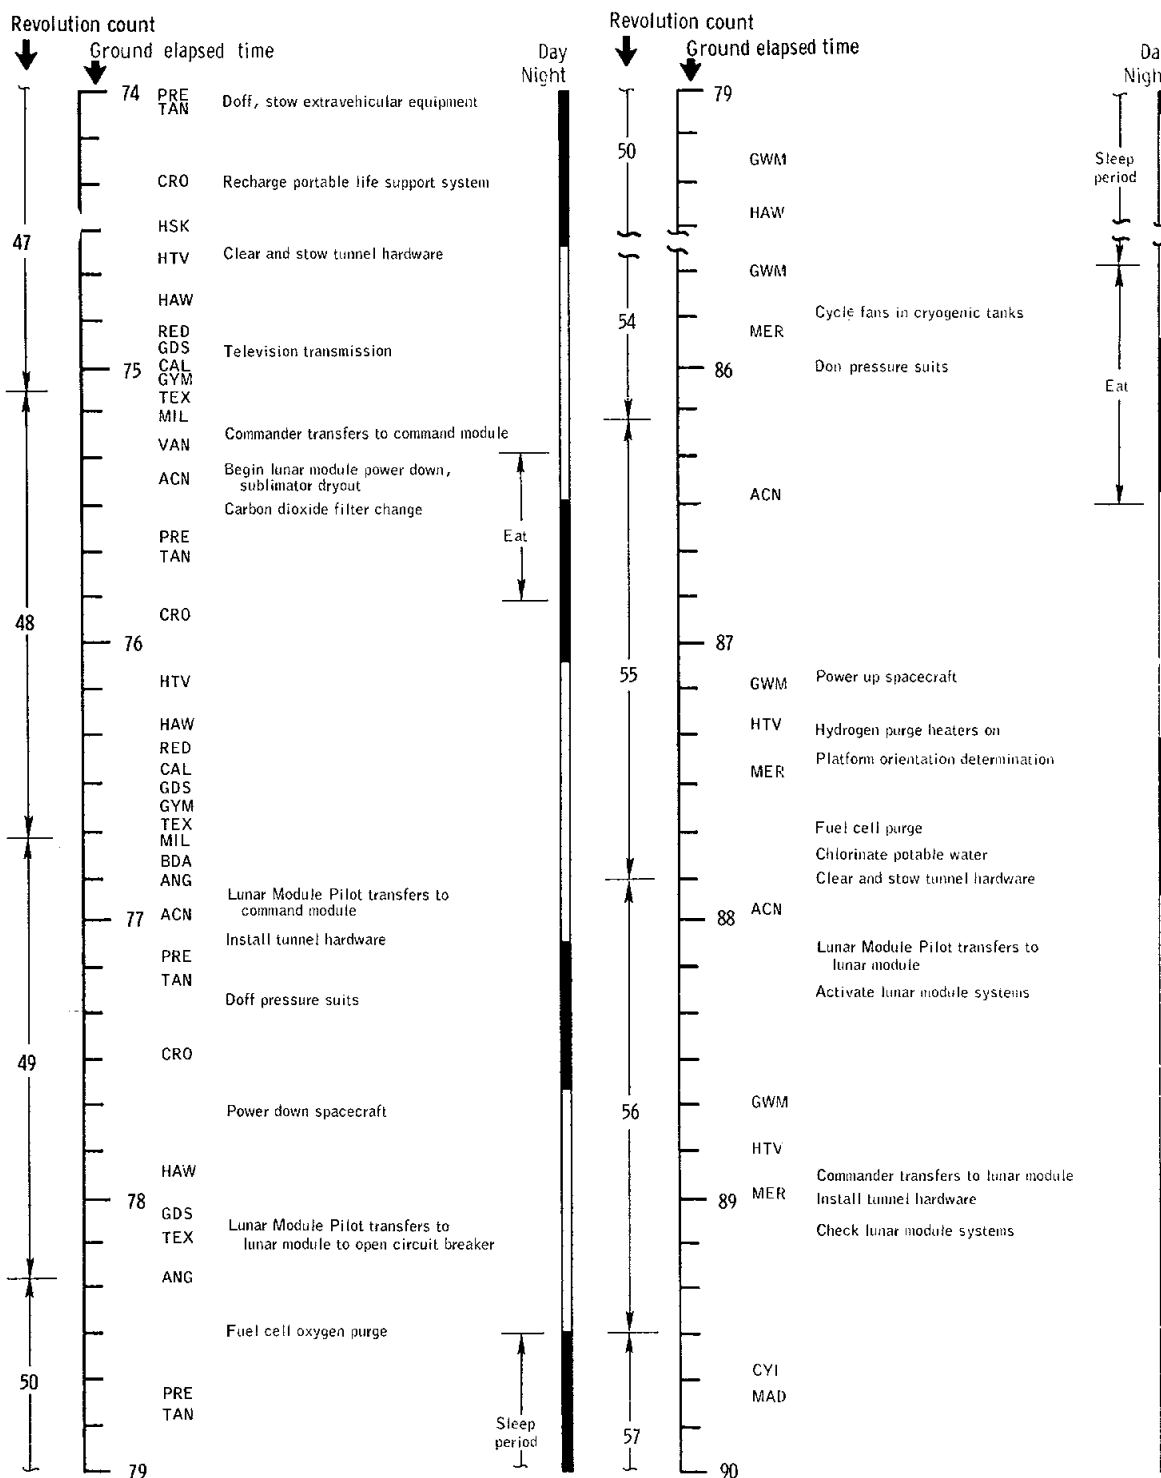 Revolution count
Ground elapsed time
Day
Night
74
PRE
TAN
Doff, stow extravehicular equipment
CRO
Recharge portable life support system
HSK
47
HTV
Clear and stow tunnel hardware
HAW
RED
GDS
Television transmission
75
CAL
GYM
TEX
MIL
VAN
Commander transfers to command module
ACN
Begin lunar module power down,
sublimator dryout
Carbon dioxide filter change
PRE
Eat
TAN
CRO
48
76
HTV
HAW
RED
CAL
GDS
GYM
TEX
MIL
BDA
ANG
Lunar Module Pilot transfers to
command module
77
ACN
Install tunnel hardware
PRE
TAN
Doff pressure suits
CRO
49
Power down spacecraft
HAW
78
GDS
TEX
Lunar Module Pilot transfers to
lunar module to open circuit breaker
ANG
Fuel cell oxygen purge
50
PRE
TAN
Sleep
period
79
Revolution count
Ground elapsed time
Da
Night
79
50
GWM
Sleep
period
HAW
GWM
54
Cycle fans in cryogenic tanks
MER
86
Don pressure suits
Eat
ACN
87
55
GWM
Power up spacecraft
HTV
Hydrogen purge heaters on
Platform orientation determination
MER
Fuel cell purge
Chlorinate potable water
Clear and stow tunnel hardware
88
ACN
Lunar Module Pilot transfers to
lunar module
Activate lunar module systems
56
GWM
HTV
Commander transfers to lunar module
89
MER
Install tunnel hardware
Check lunar module systems
CYI
MAD
57
90